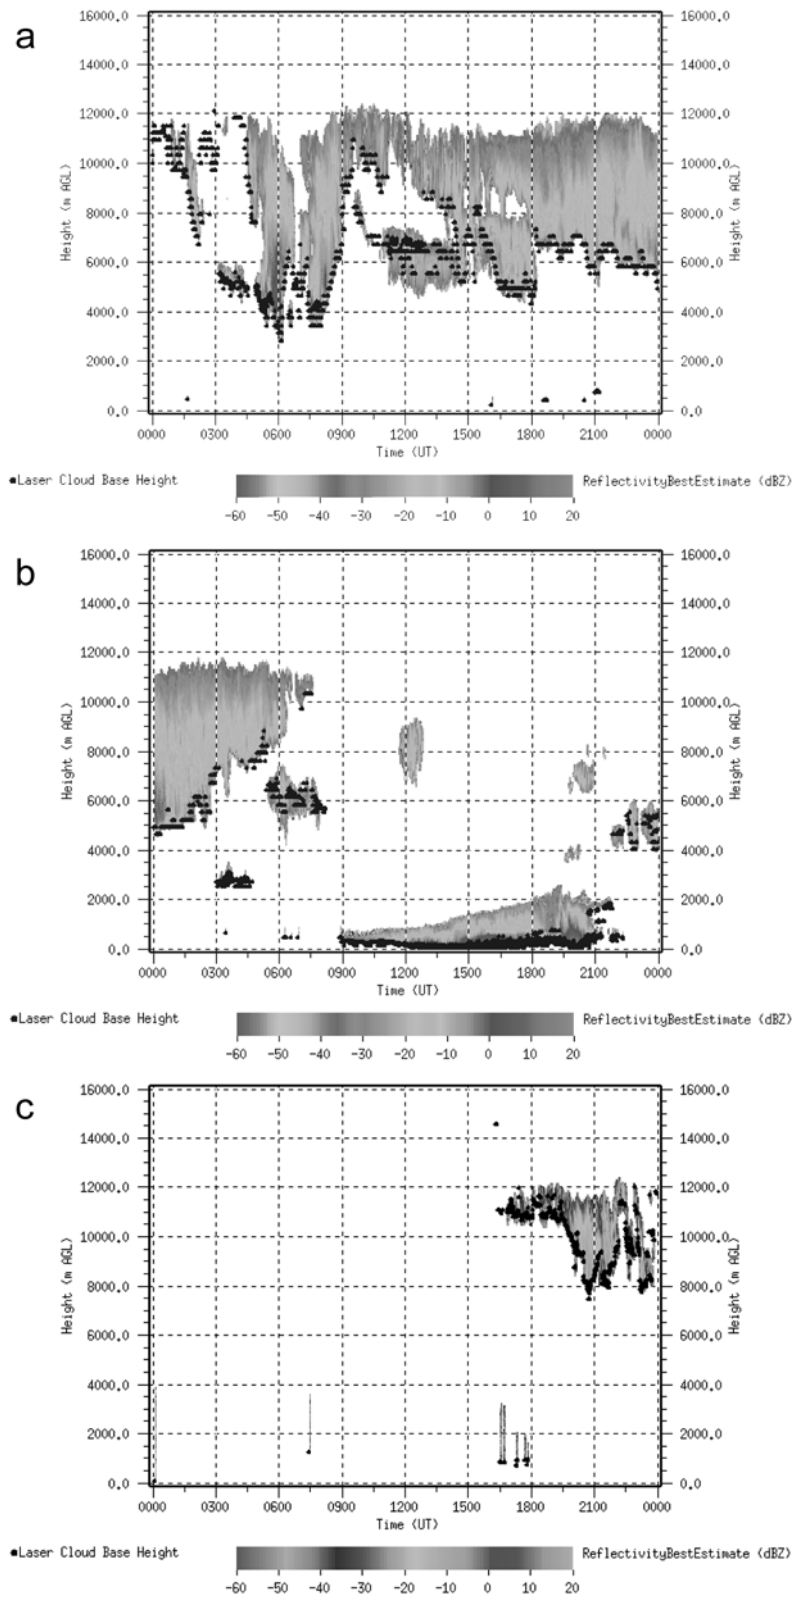 a
16000.0 16000.0
14000.0 14000.0
12000.0 12000.0
10000.0 10000.0
8000.0 8000.0
6000.0 6000.0
4000.0 4000.0
2000.0 2000.0
0.0 0.0
Height (m AGL) Height (m AGL)
0000 0300 0600 0900 1200 1500 1800 2100 0000
Time (UT)
Laser Cloud Base Height ReflectivityBestEstimate (dBZ)
-60 -50 -40 -30 -20 -10 0 10 20
b
16000.0 16000.0
14000.0 14000.0
12000.0 12000.0
10000.0 10000.0
8000.0 8000.0
6000.0 6000.0
4000.0 4000.0
2000.0 2000.0
0.0 0.0
Height (m AGL) Height (m AGL)
0000 0300 0600 0900 1200 1500 1800 2100 0000
Time (UT)
Laser Cloud Base Height ReflectivityBestEstimate (dBZ)
-60 -50 -40 -30 -20 -10 0 10 20
c
16000.0 16000.0
14000.0 14000.0
12000.0 12000.0
10000.0 10000.0
8000.0 8000.0
6000.0 6000.0
4000.0 4000.0
2000.0 2000.0
0.0 0.0
Height (m AGL) Height (m AGL)
0000 0300 0600 0900 1200 1500 1800 2100 0000
Time (UT)
Laser Cloud Base Height ReflectivityBestEstimate (dBZ)
-60 -50 -40 -30 -20 -10 0 10 20